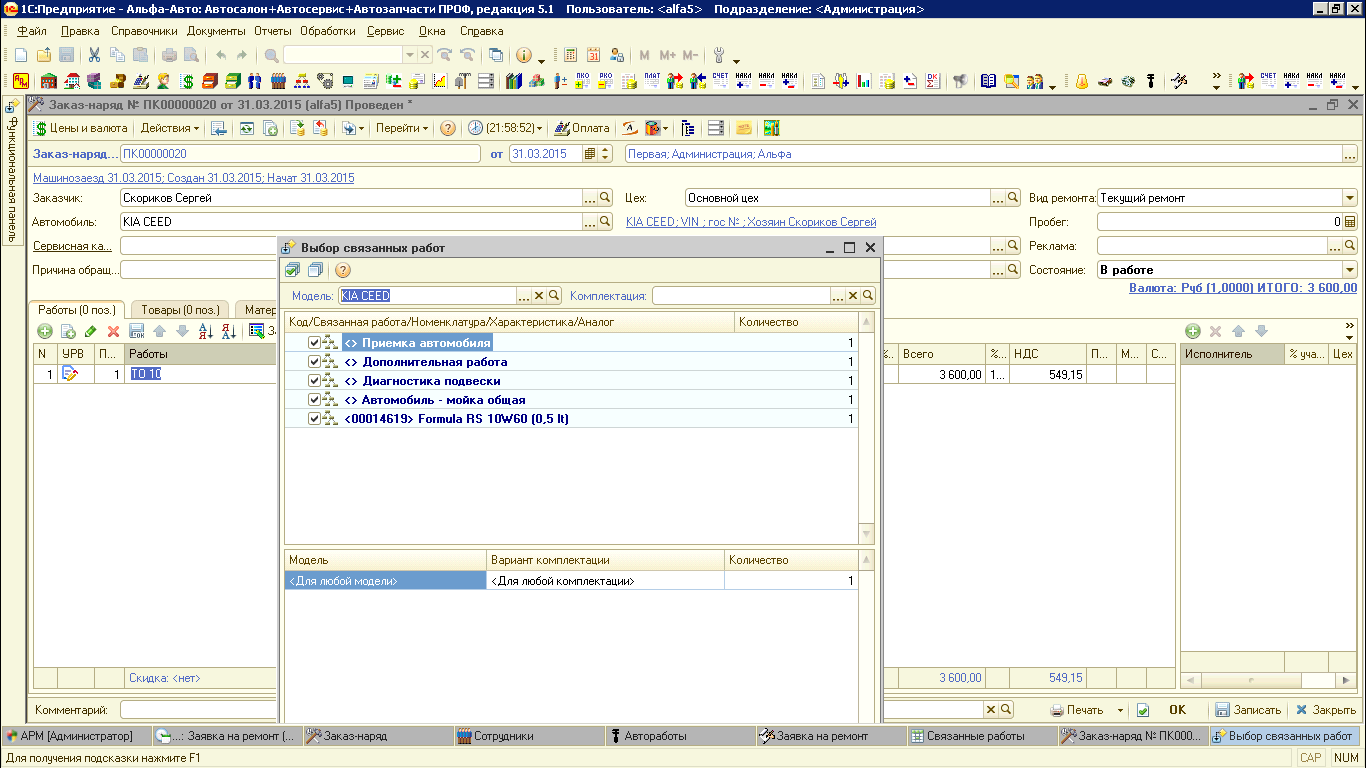 1С:Предприятие - Альфа-Авто: Автосалон+Автосервис+Автозапчасти ПРОФ, редакция 5.1 Пользователь: <alfa5> Подразделение: <Администрация>
Файл Правка Справочники Документы Отчеты Обработки Сервис Окна Справка
M M+ M-
ПКО РКО ПЛАТ СЧЕТ НАКЛ НАКЛ НАКЛ СЧЕТ НАКЛ НАКЛ НАКЛ
Функциональная панель
Заказ-наряд № ПК00000020 от 31.03.2015 (alfa5) Проведен *
Цены и валюта Действия Перейти (21:58:52) Оплата
Заказ-наряд... ПК00000020 от 31.03.2015 Первая; Администрация; Альфа ...
Машинозаезд 31.03.2015; Создан 31.03.2015; Начат 31.03.2015
Заказчик: Скориков Сергей ... Цех: Основной цех ... Вид ремонта: Текущий ремонт
Автомобиль: KIA CEED ... KIA CEED; VIN ; гос № ; Хозяин Скориков Сергей Пробег: 0
Сервисная ка... ... Реклама: ...
Причина обращ... ... Состояние: В работе
Валюта: Руб (1,0000) ИТОГО: 3 600,00
Выбор связанных работ
Модель: KIA CEED ... Комплектация: ...
Код/Связанная работа/Номенклатура/Характеристика/Аналог Количество
<> Приемка автомобиля 1
<> Дополнительная работа 1
<> Диагностика подвески 1
<> Автомобиль - мойка общая 1
<00014619> Formula RS 10W60 (0,5 lt) 1
Модель Вариант комплектации Количество
<Для любой модели> <Для любой комплектации> 1
Работы (0 поз.) Товары (0 поз.) Матер
З
N УРВ П... Работы %.. Всего %... НДС П... М... С... Исполнитель % уча... Цех
1 1 ТО 10 3 600,00 1... 549,15
Скидка: <нет> 3 600,00 549,15
Комментарий: Печать OK Записать Закрыть
АРМ [Администратор] ...: Заявка на ремонт (... Заказ-наряд Сотрудники Автоработы Заявка на ремонт Связанные работы Заказ-наряд № ПК000... Выбор связанных работ
Для получения подсказки нажмите F1 CAP NUM